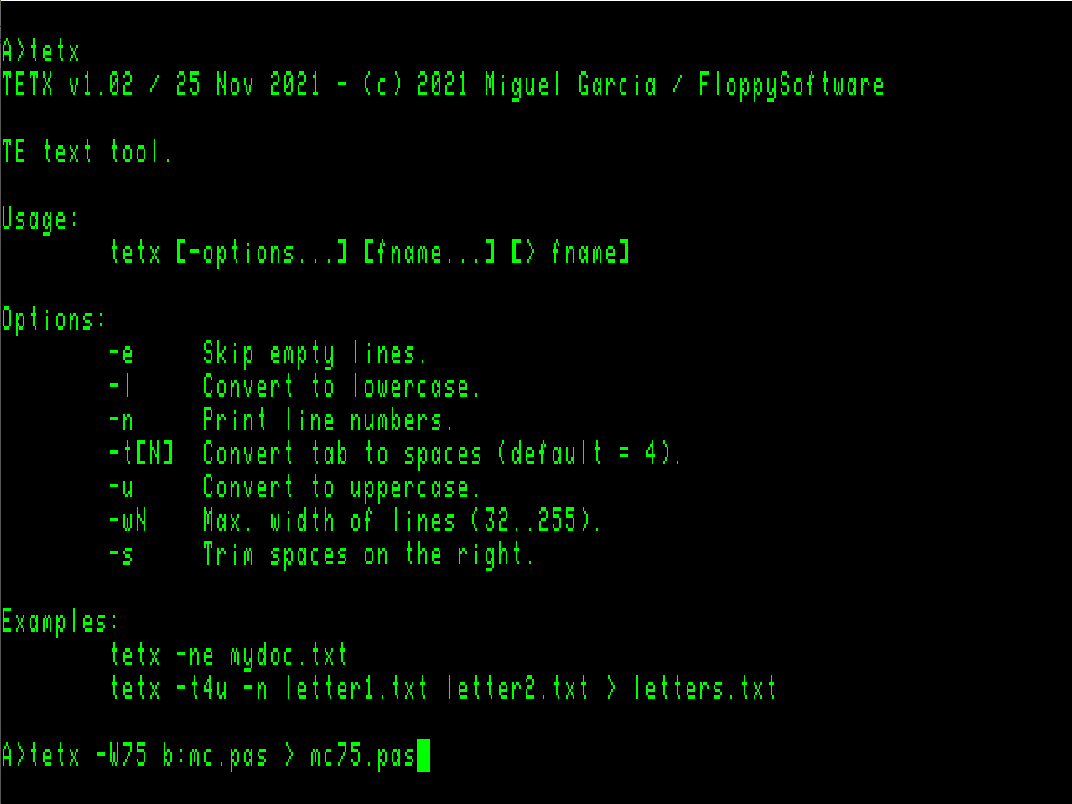 A>tetx
TETX v1.02 / 25 Nov 2021 - (c) 2021 Miguel Garcia / FloppySoftware
TE text tool.
Usage:
tetx [-options...] [fname...] [> fname]
Options:
-e Skip empty lines.
-l Convert to lowercase.
-n Print line numbers.
-t[N] Convert tab to spaces (default = 4).
-u Convert to uppercase.
-wN Max. width of lines (32..255).
-s Trim spaces on the right.
Examples:
tetx -ne mydoc.txt
tetx -t4u -n letter1.txt letter2.txt > letters.txt
A>tetx -W75 b:mc.pas > mc75.pas